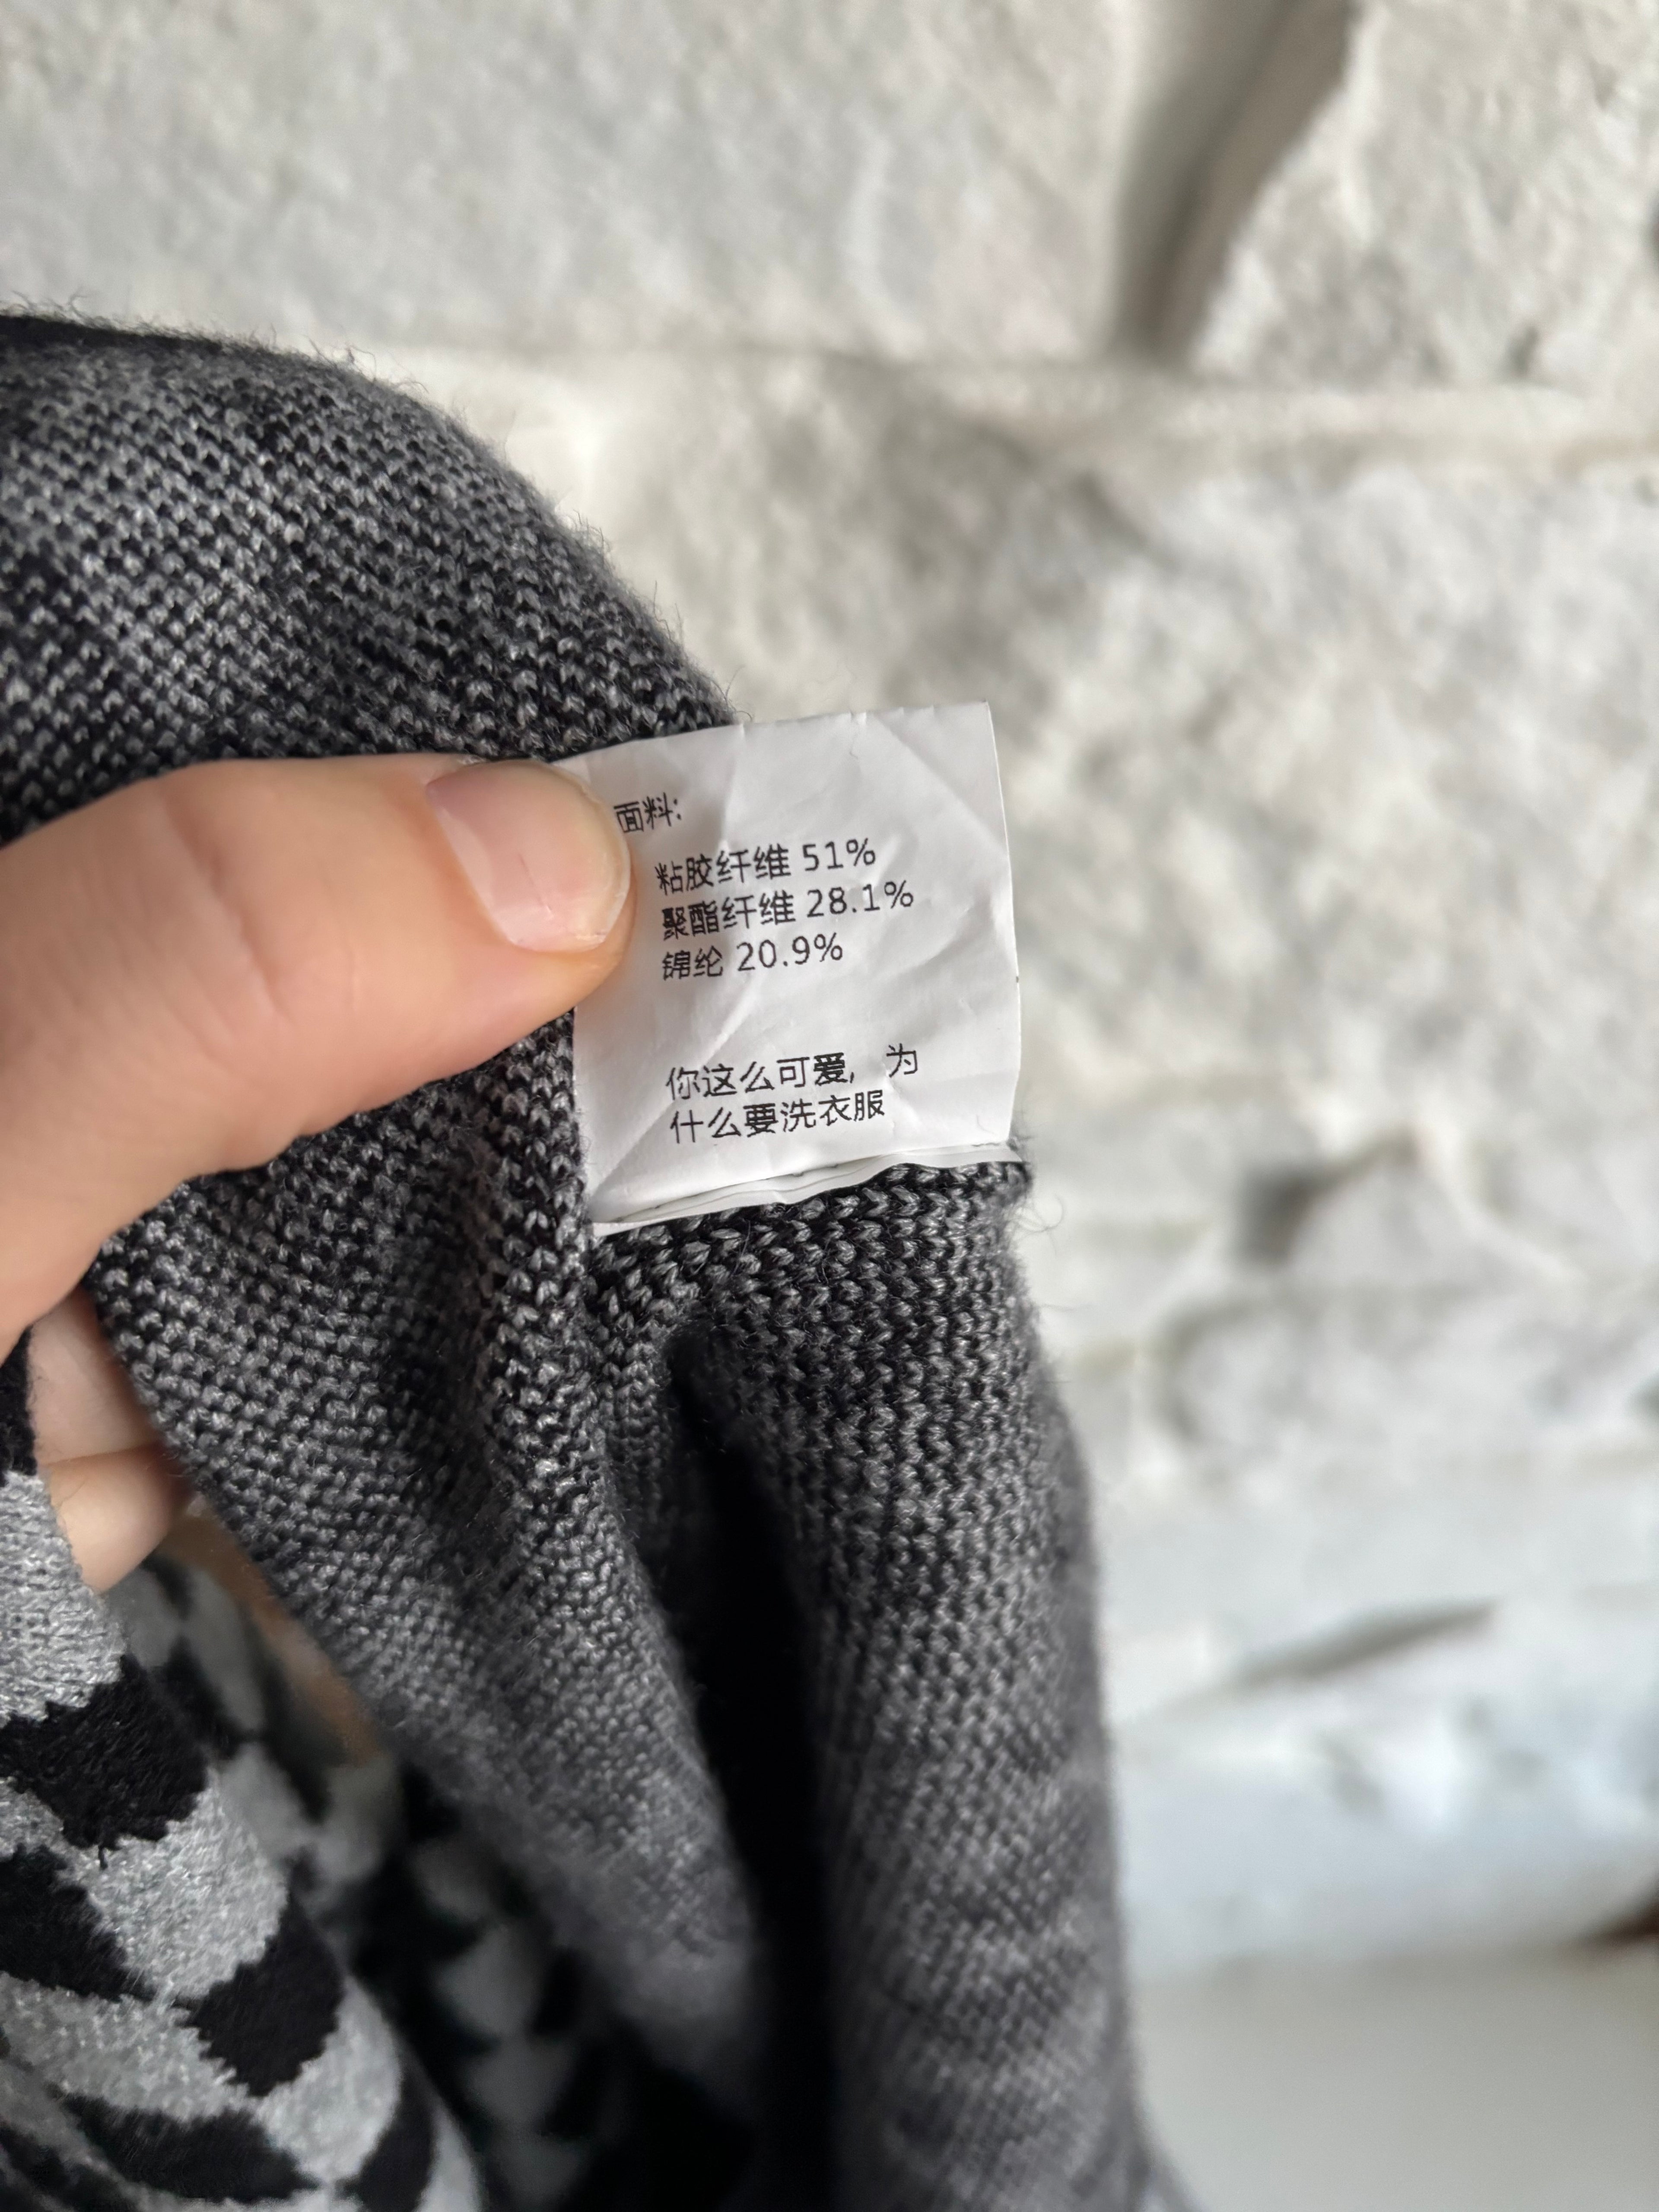 面料:
粘胶纤维 51%
聚酯纤维 28.1%
锦纶 20.9%
你这么可爱，为
什么要洗衣服